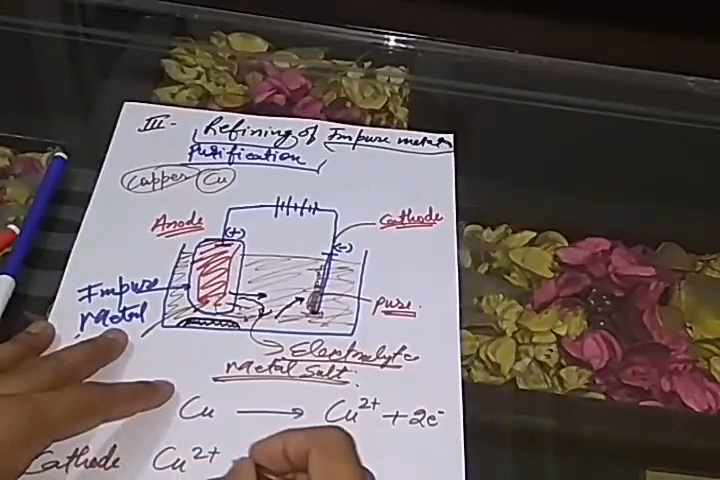 III- Refining of Impure metals
Purification
Copper Cu
Anode
Cathode
(+)
(-)
Impure
metal
pure.
Electrolyte
metal salt.
Cu ⟶ Cu²⁺ + 2e⁻
Cathode Cu²⁺